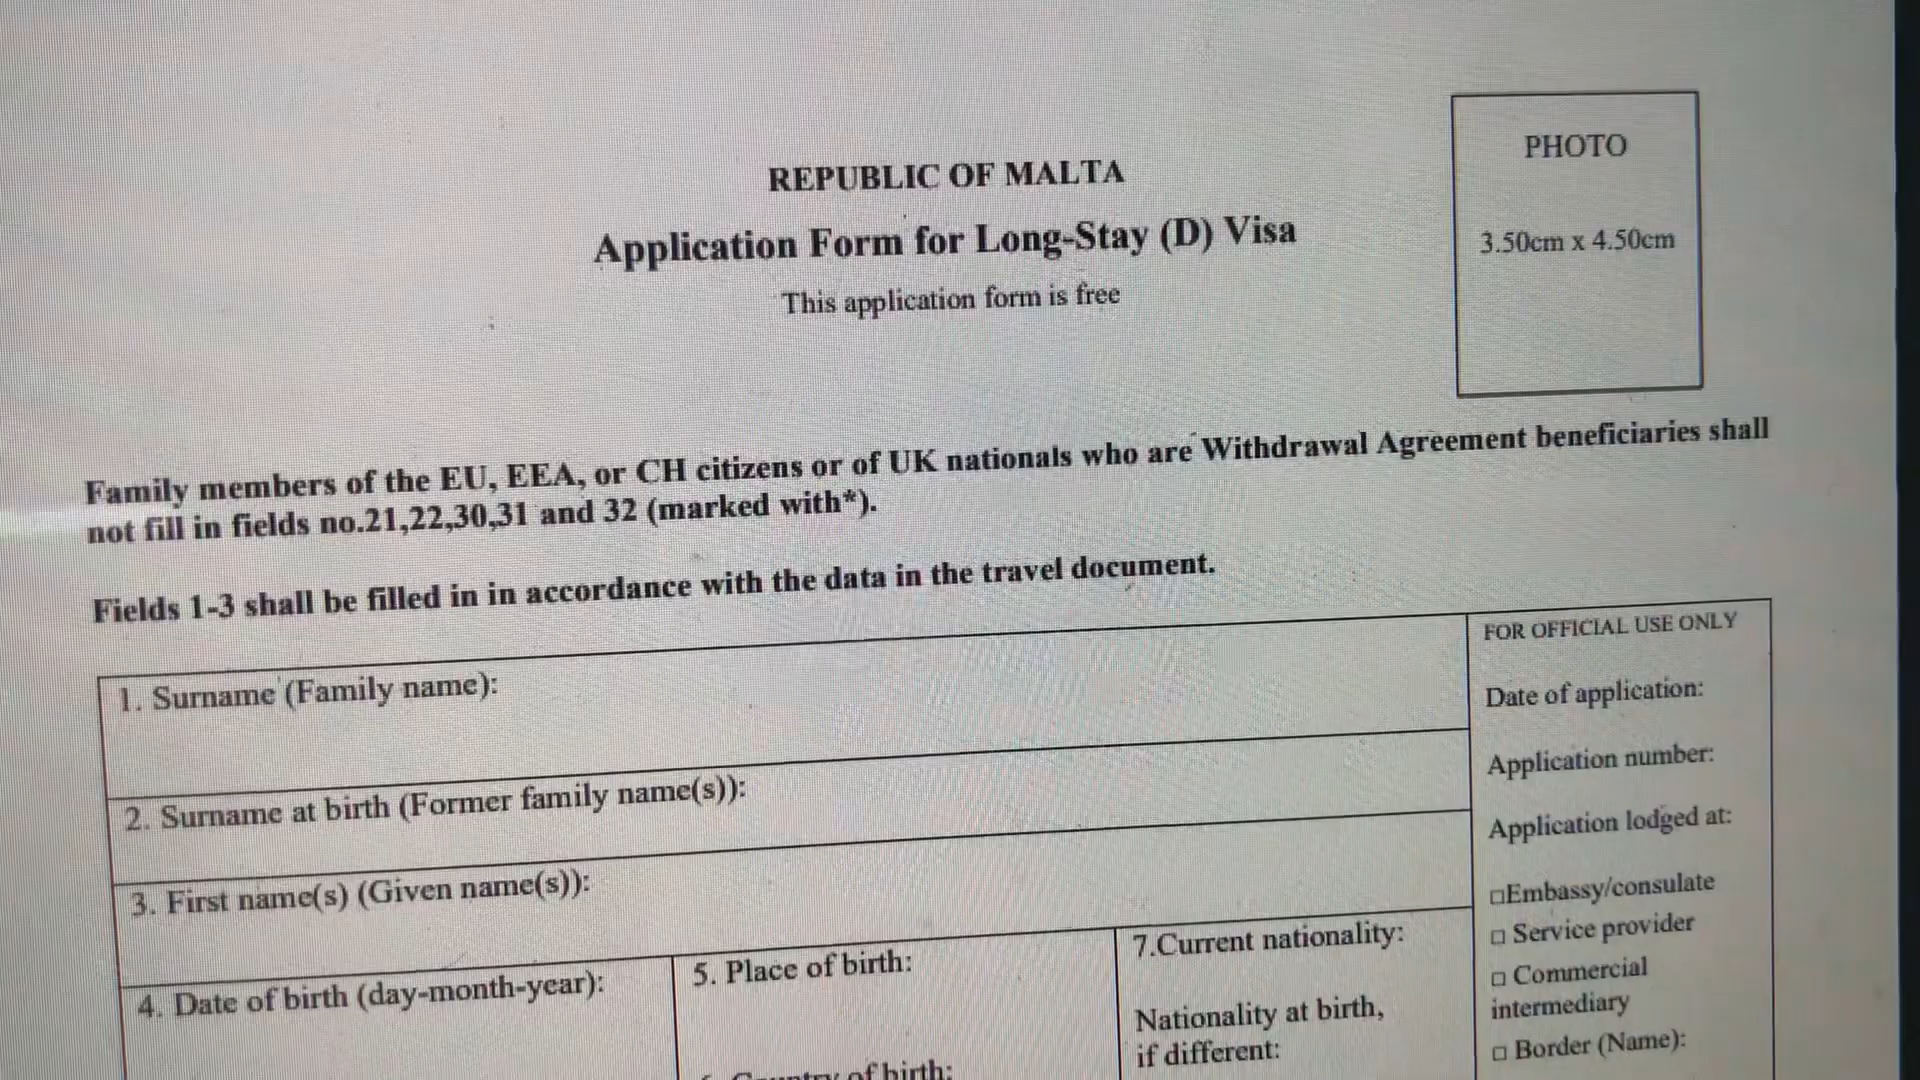 REPUBLIC OF MALTA
Application Form for Long-Stay (D) Visa
This application form is free
PHOTO
3.50cm x 4.50cm
Family members of the EU, EEA, or CH citizens or of UK nationals who are Withdrawal Agreement beneficiaries shall
not fill in fields no.21,22,30,31 and 32 (marked with*).
Fields 1-3 shall be filled in in accordance with the data in the travel document.
1. Surname (Family name):
2. Surname at birth (Former family name(s)):
3. First name(s) (Given name(s)):
4. Date of birth (day-month-year):
5. Place of birth:
6. Country of birth:
7.Current nationality:
Nationality at birth,
if different:
FOR OFFICIAL USE ONLY
Date of application:
Application number:
Application lodged at:
□Embassy/consulate
□ Service provider
□ Commercial
intermediary
□ Border (Name):